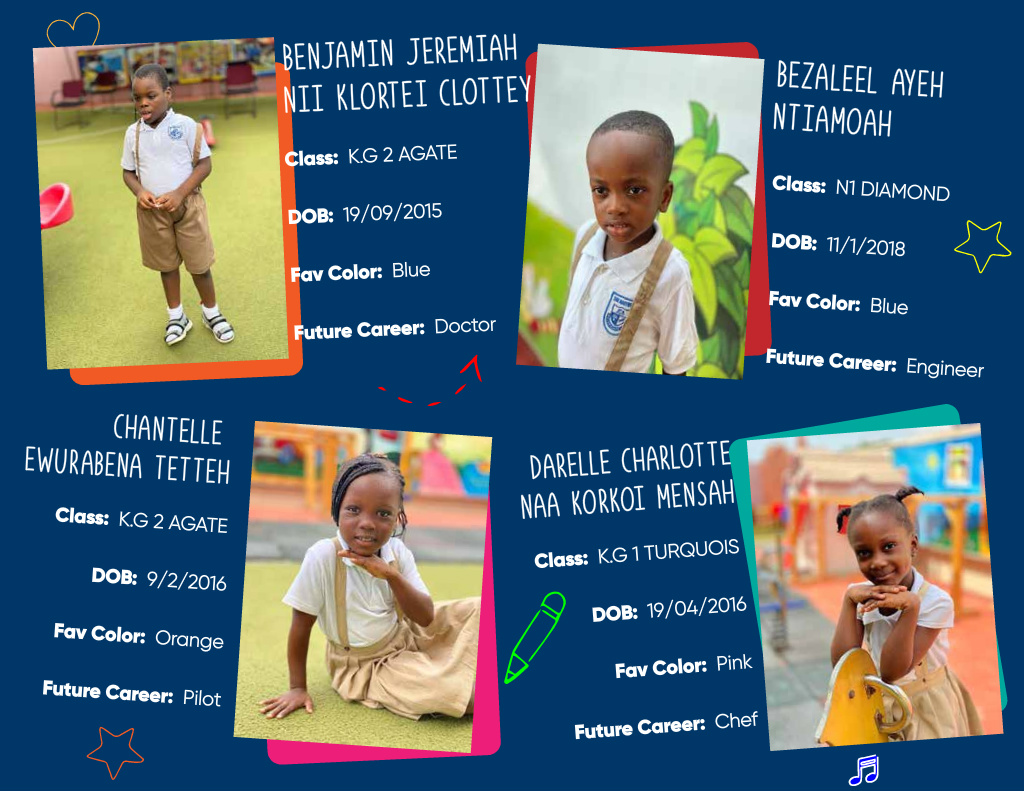 BENJAMIN JEREMIAH
NII KLORTEI CLOTTEY
Class: K.G 2 AGATE
DOB: 19/09/2015
Fav Color: Blue
Future Career: Doctor
BEZALEEL AYEH
NTIAMOAH
Class: N1 DIAMOND
DOB: 11/1/2018
Fav Color: Blue
Future Career: Engineer
CHANTELLE
EWURABENA TETTEH
Class: K.G 2 AGATE
DOB: 9/2/2016
Fav Color: Orange
Future Career: Pilot
DARELLE CHARLOTTE
NAA KORKOI MENSAH
Class: K.G 1 TURQUOIS
DOB: 19/04/2016
Fav Color: Pink
Future Career: Chef